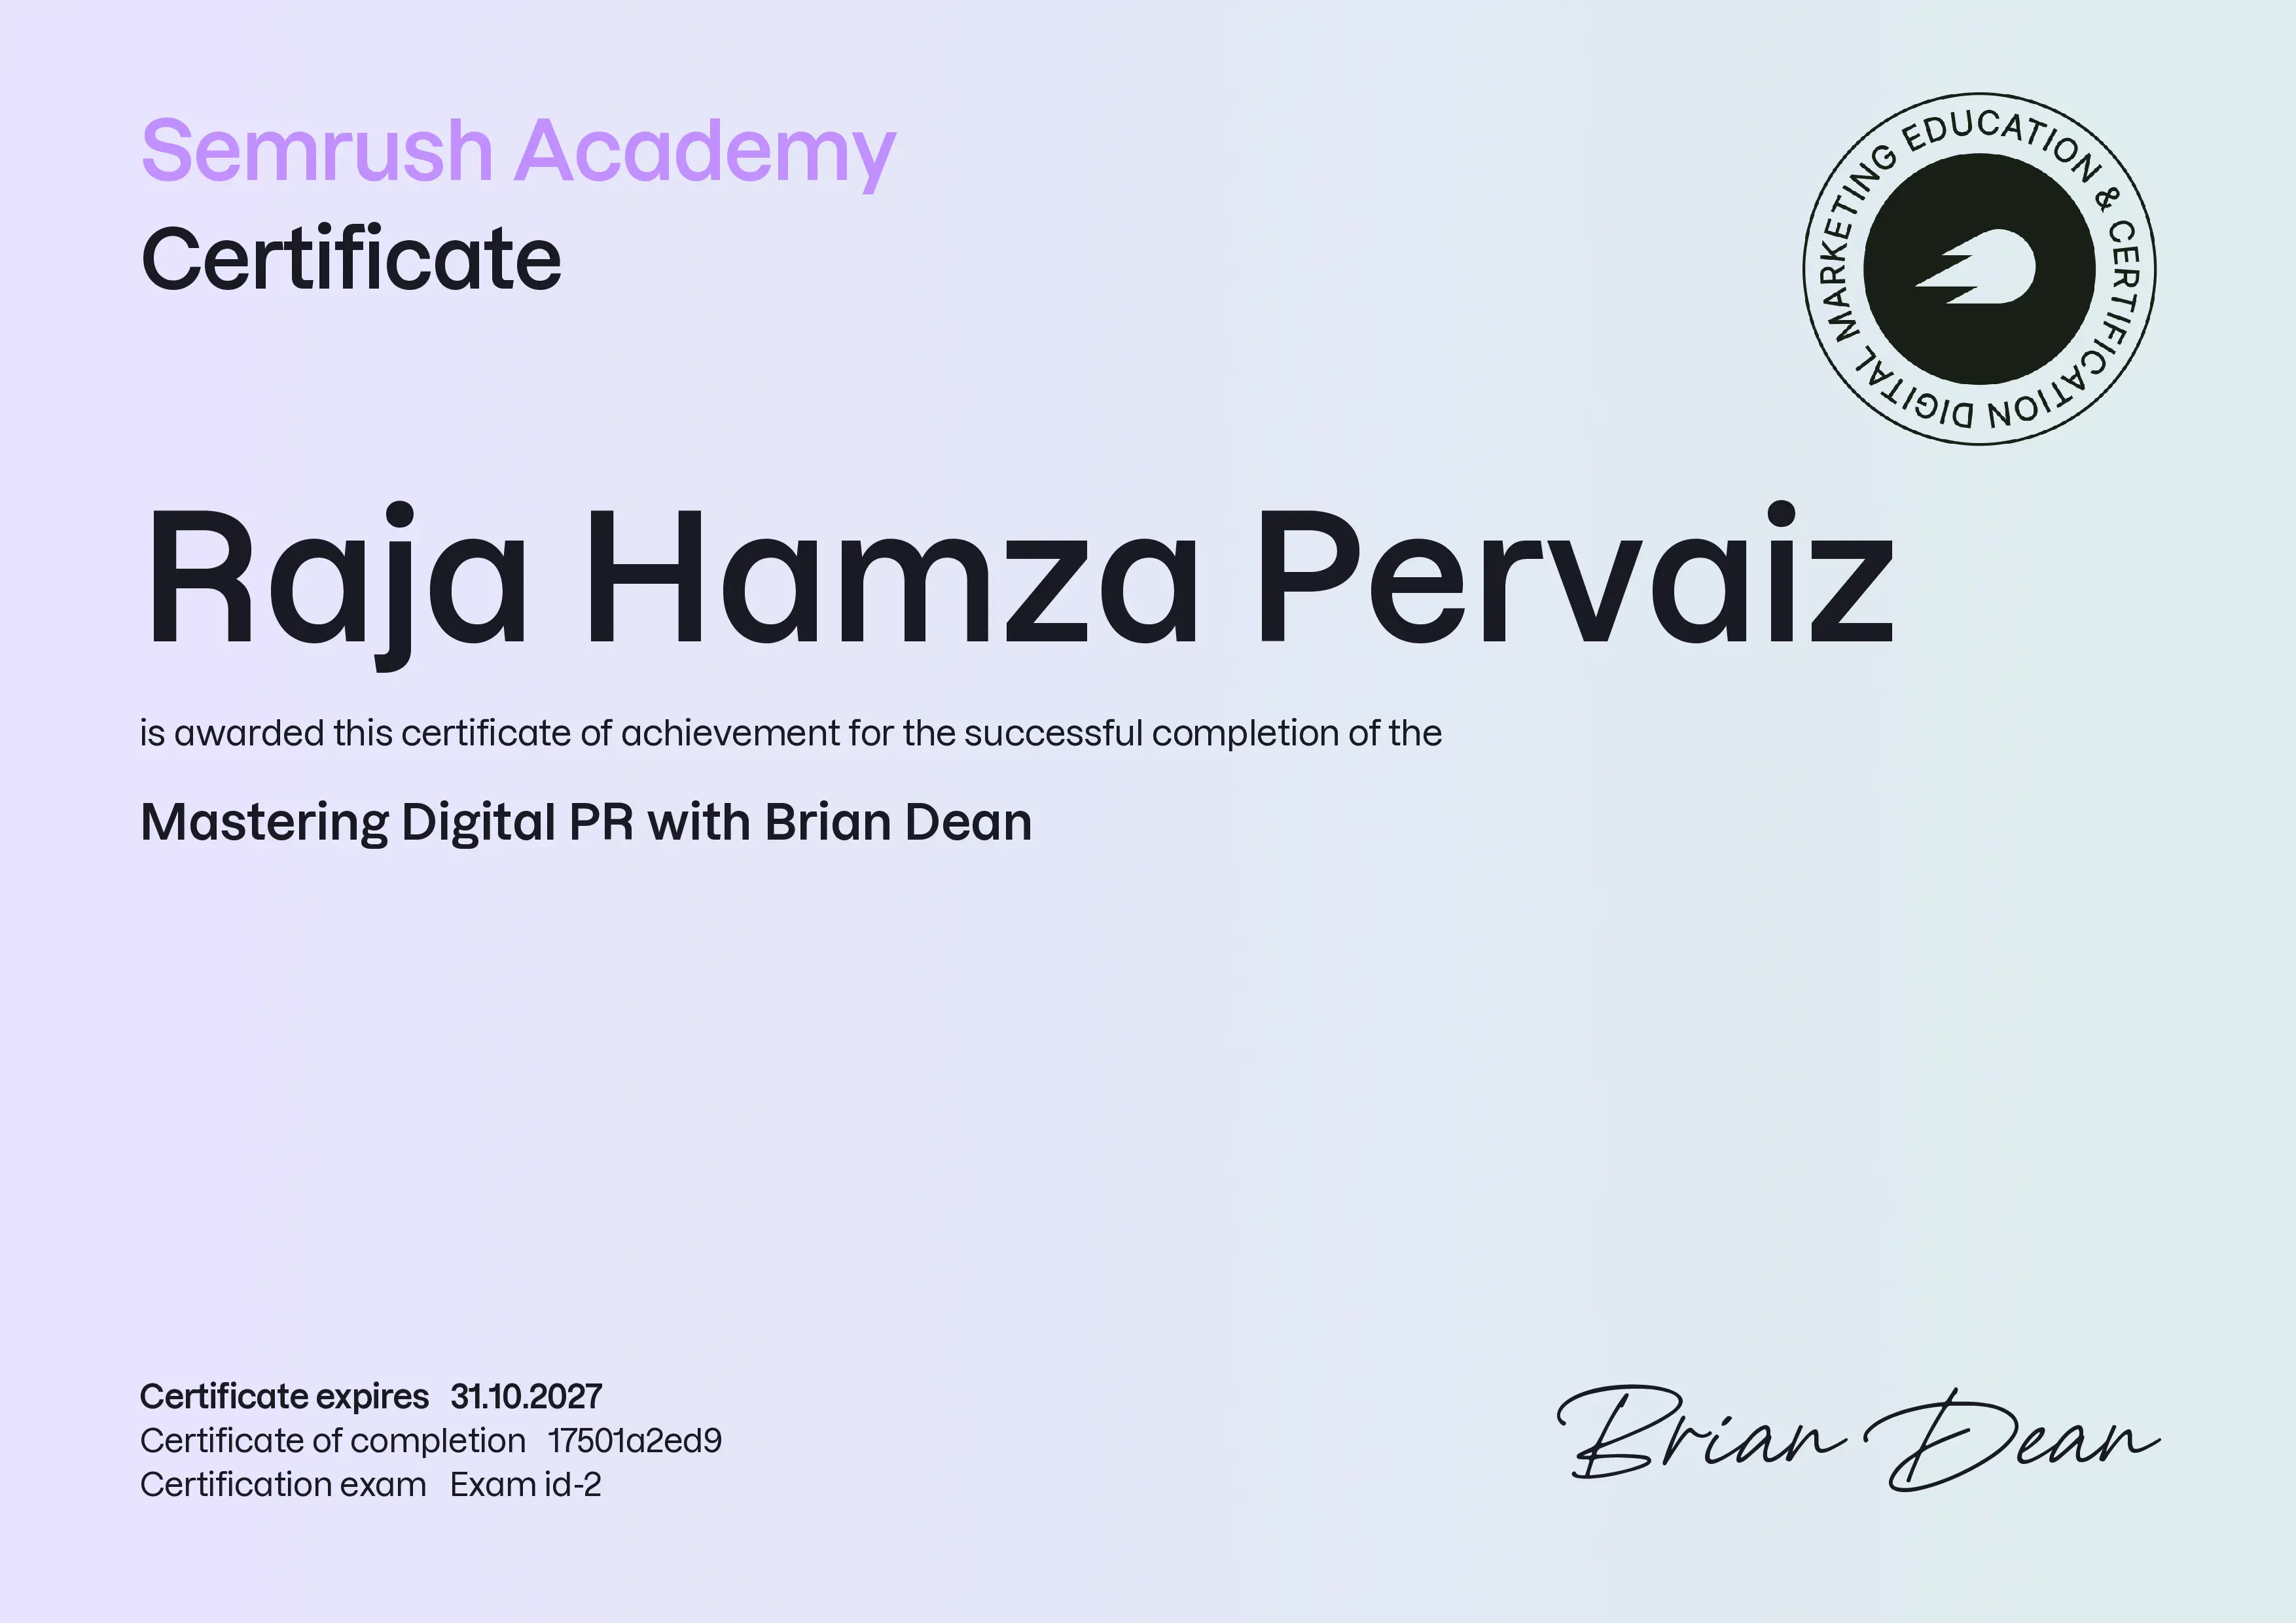 Semrush Academy
Certificate
DIGITAL MARKETING EDUCATION & CERTIFICATION
Raja Hamza Pervaiz
is awarded this certificate of achievement for the successful completion of the
Mastering Digital PR with Brian Dean
Certificate expires 31.10.2027
Certificate of completion 17501a2ed9
Certification exam Exam id-2
Brian Dean